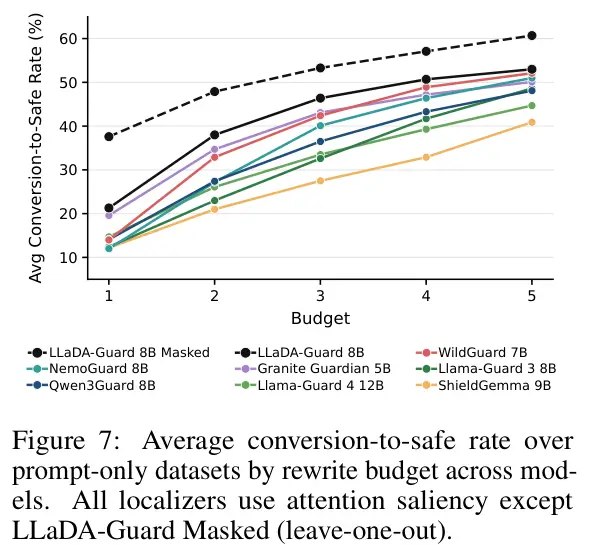 Avg Conversion-to-Safe Rate (%)
60
50
40
30
20
10
1 2 3 4 5
Budget
LLaDA-Guard 8B Masked LLaDA-Guard 8B WildGuard 7B
NemoGuard 8B Granite Guardian 5B Llama-Guard 3 8B
Qwen3Guard 8B Llama-Guard 4 12B ShieldGemma 9B
Figure 7: Average conversion-to-safe rate over
prompt-only datasets by rewrite budget across mod-
els. All localizers use attention saliency except
LLaDA-Guard Masked (leave-one-out).